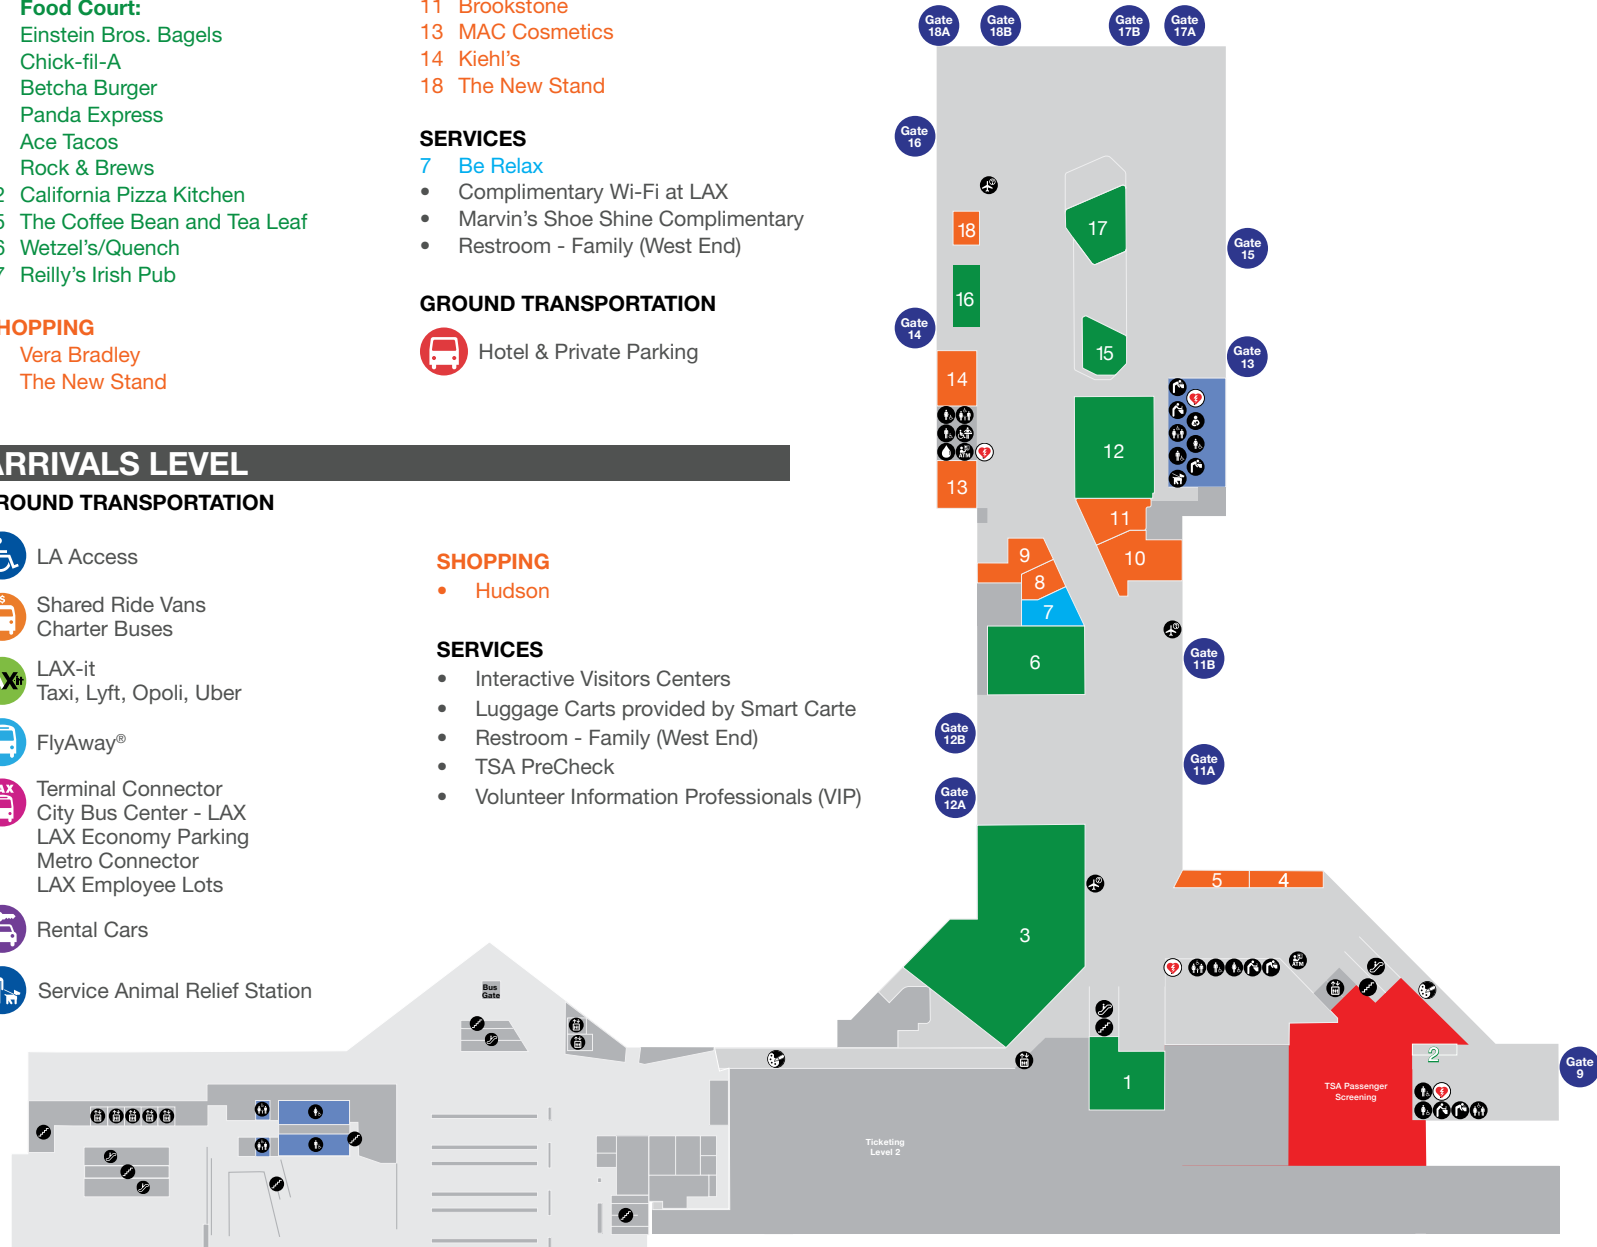 Food Court:
Einstein Bros. Bagels
Chick-fil-A
Betcha Burger
Panda Express
Ace Tacos
Rock & Brews
2 California Pizza Kitchen
5 The Coffee Bean and Tea Leaf
6 Wetzel's/Quench
7 Reilly's Irish Pub
HOPPING
Vera Bradley
The New Stand
11 Brookstone
13 MAC Cosmetics
14 Kiehl's
18 The New Stand
SERVICES
7 Be Relax
• Complimentary Wi-Fi at LAX
• Marvin's Shoe Shine Complimentary
• Restroom - Family (West End)
GROUND TRANSPORTATION
Hotel & Private Parking
ARRIVALS LEVEL
ROUND TRANSPORTATION
LA Access
$
Shared Ride Vans
Charter Buses
LAX-it
Taxi, Lyft, Opoli, Uber
FlyAway®
AX
Terminal Connector
City Bus Center - LAX
LAX Economy Parking
Metro Connector
LAX Employee Lots
Rental Cars
Service Animal Relief Station
SHOPPING
• Hudson
SERVICES
• Interactive Visitors Centers
• Luggage Carts provided by Smart Carte
• Restroom - Family (West End)
• TSA PreCheck
• Volunteer Information Professionals (VIP)
Gate
18A
Gate
18B
Gate
17B
Gate
17A
Gate
16
18
17
Gate
15
16
Gate
14
15
Gate
13
14
12
ATM
13
11
9
10
8
7
6
Gate
11B
Gate
12B
Gate
11A
Gate
12A
5
4
3
ATM
Bus
Gate
2
Gate
9
1
TSA Passenger
Screening
Ticketing
Level 2